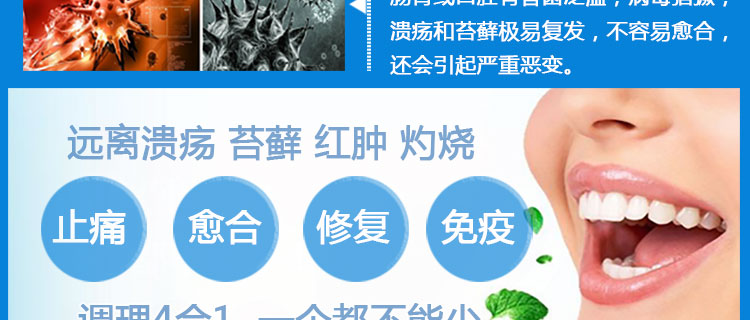 溃疡和苔藓极易复发，不容易愈合，
还会引起严重恶变。
远离溃疡 苔藓 红肿 灼烧
止痛 愈合 修复 免疫
调理4合1 一个都不能少